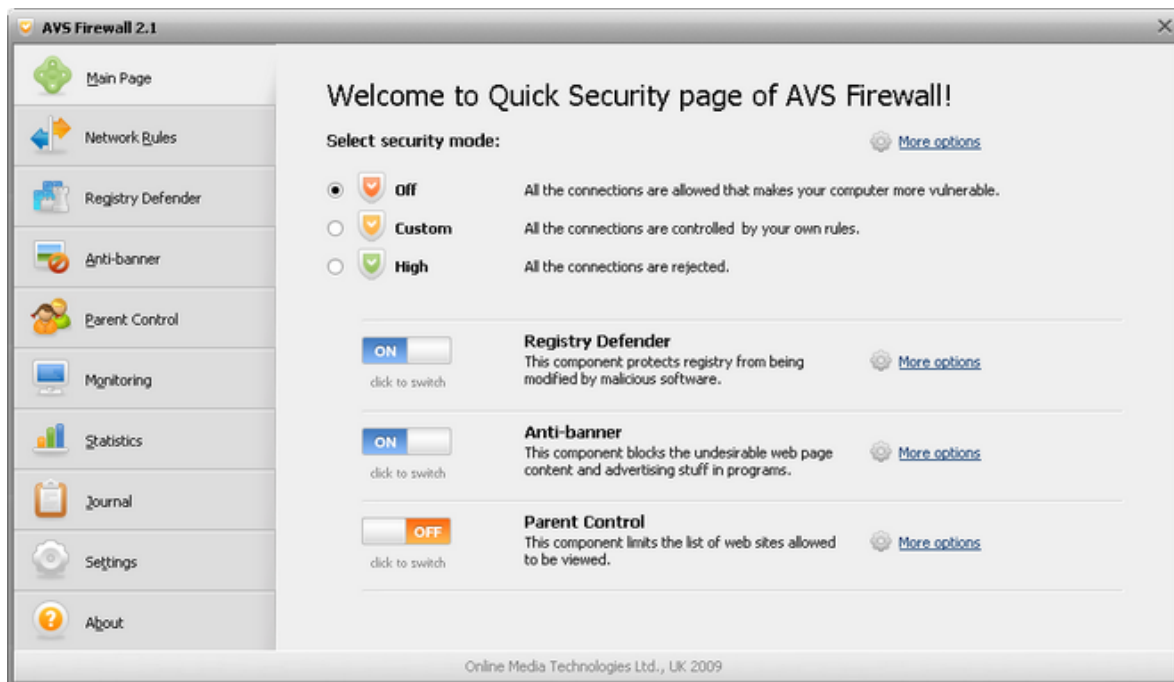 AVS Firewall 2.1
Main Page
Network Rules
Registry Defender
Anti-banner
Parent Control
Monitoring
Statistics
Journal
Settings
About
Welcome to Quick Security page of AVS Firewall!
Select security mode:
More options
Off
All the connections are allowed that makes your computer more vulnerable.
Custom
All the connections are controlled by your own rules.
High
All the connections are rejected.
ON
click to switch
Registry Defender
This component protects registry from being
modified by malicious software.
More options
ON
click to switch
Anti-banner
This component blocks the undesirable web page
content and advertising stuff in programs.
More options
OFF
click to switch
Parent Control
This component limits the list of web sites allowed
to be viewed.
More options
Online Media Technologies Ltd., UK 2009